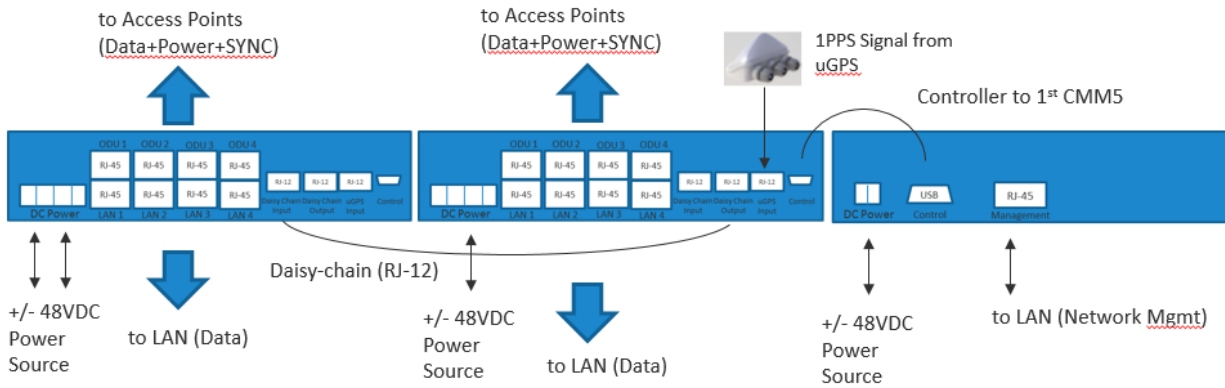 to Access Points
(Data+Power+SYNC)
to Access Points
(Data+Power+SYNC)
1PPS Signal from
uGPS
Controller to 1st CMM5
ODU 1 ODU 2 ODU 3 ODU 4
RJ-45 RJ-45 RJ-45 RJ-45
RJ-45 RJ-45 RJ-45 RJ-45
LAN 1 LAN 2 LAN 3 LAN 4
DC Power
RJ-12 RJ-12 RJ-12
Daisy Chain Daisy Chain uGPS Control
Input Output Input
ODU 1 ODU 2 ODU 3 ODU 4
RJ-45 RJ-45 RJ-45 RJ-45
RJ-45 RJ-45 RJ-45 RJ-45
LAN 1 LAN 2 LAN 3 LAN 4
DC Power
RJ-12 RJ-12 RJ-12
Daisy Chain Daisy Chain uGPS Control
Input Output Input
USB RJ-45
DC Power Control Management
Daisy-chain (RJ-12)
+/- 48VDC
Power
Source
to LAN (Data)
+/- 48VDC
Power
Source
to LAN (Data)
+/- 48VDC
Power
Source
to LAN (Network Mgmt)